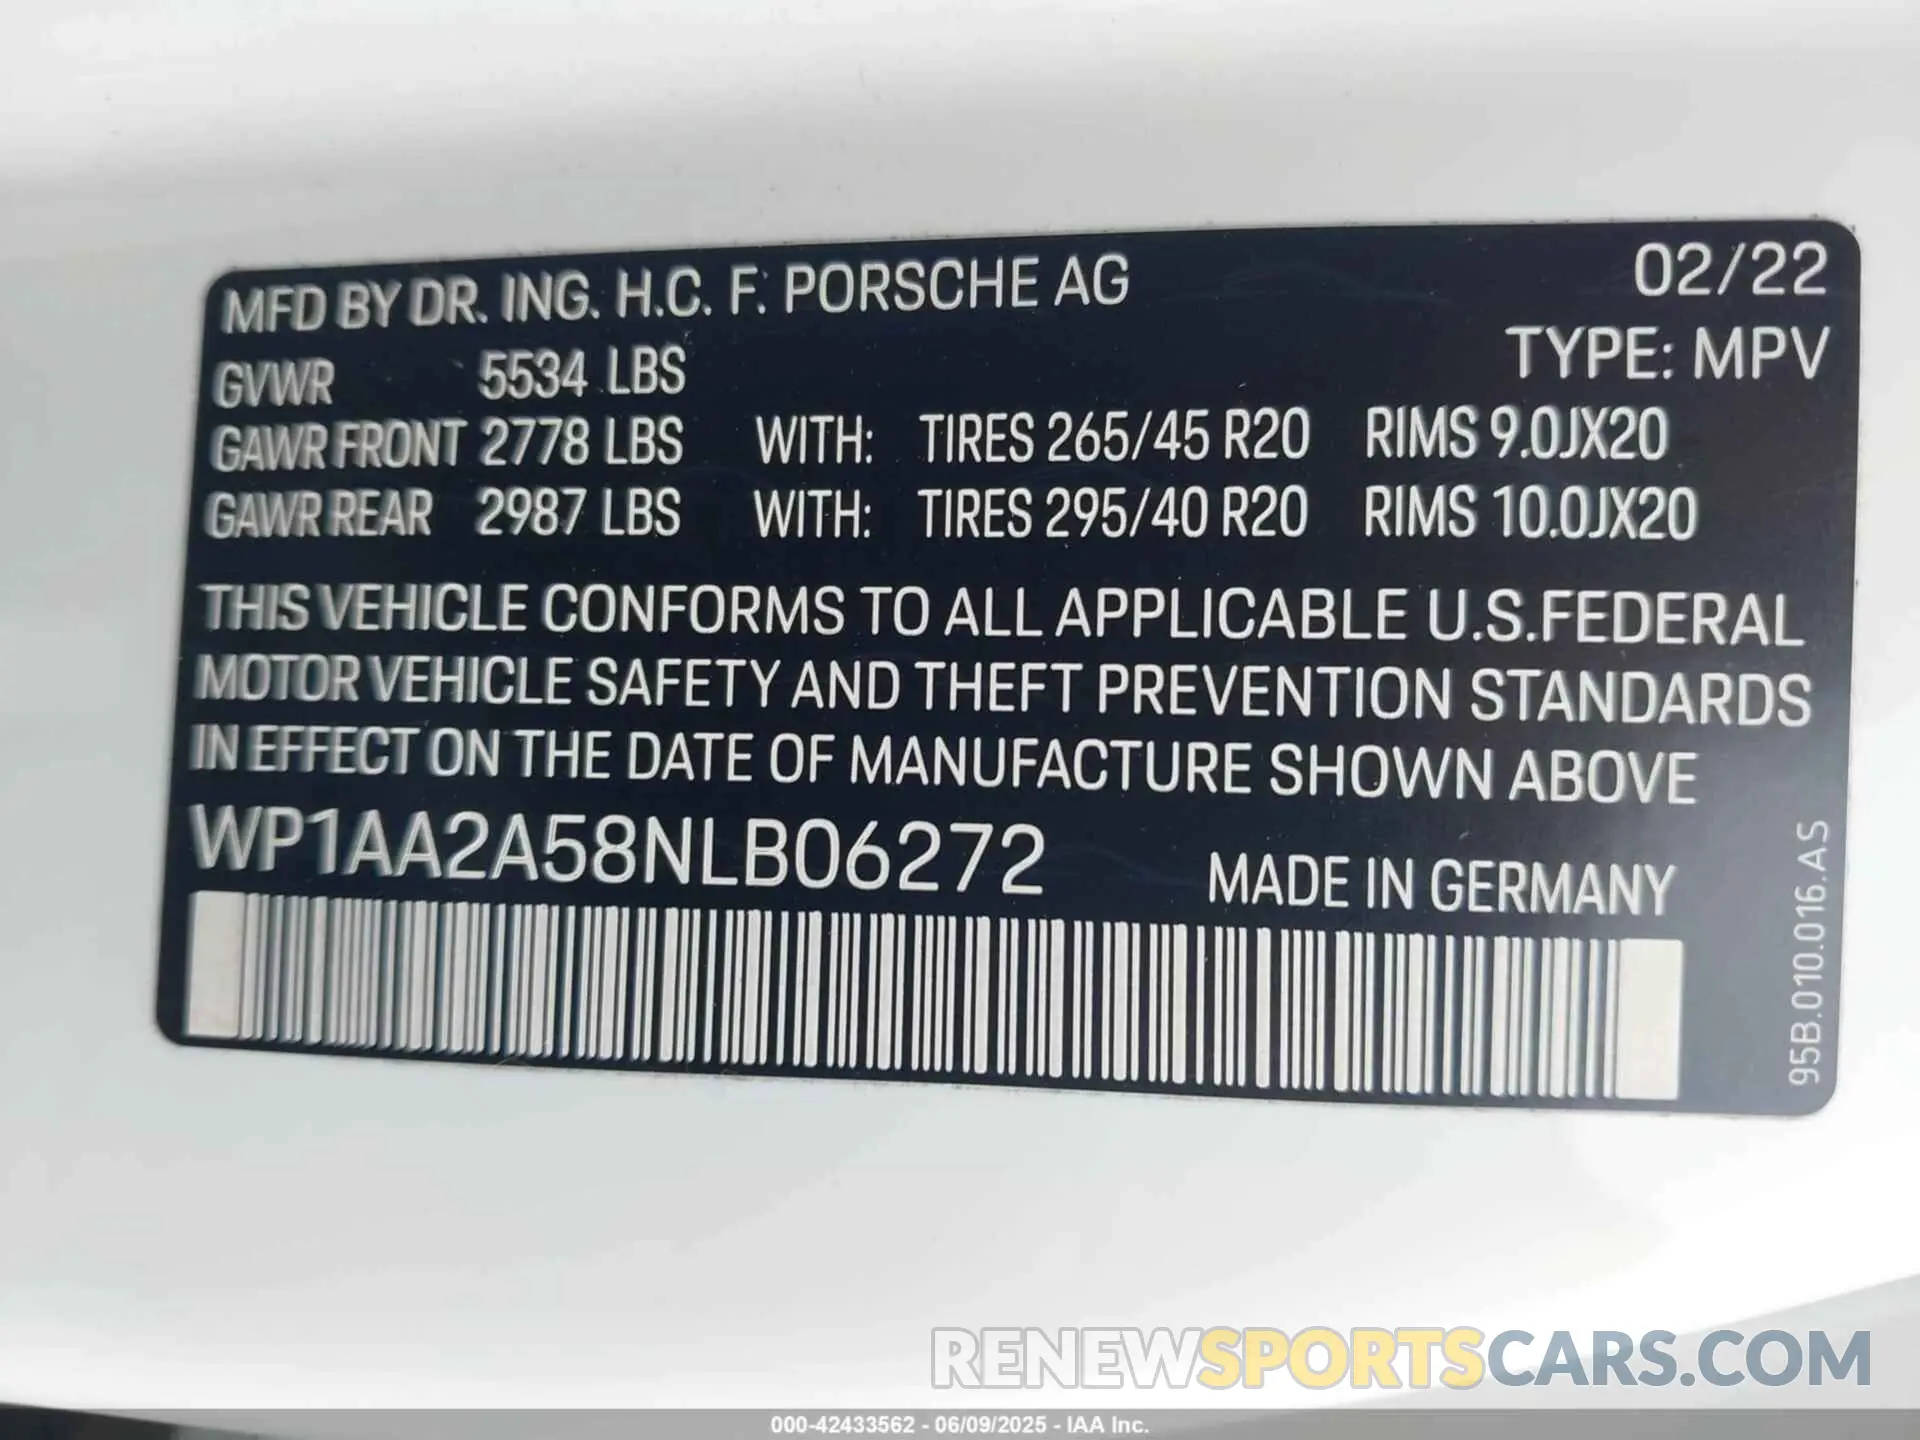 MFD BY DR. ING. H.C. F. PORSCHE AG 02/22
TYPE: MPV
GVWR 5534 LBS
GAWR FRONT 2778 LBS WITH: TIRES 265/45 R20 RIMS 9.0JX20
GAWR REAR 2987 LBS WITH: TIRES 295/40 R20 RIMS 10.0JX20
THIS VEHICLE CONFORMS TO ALL APPLICABLE U.S.FEDERAL
MOTOR VEHICLE SAFETY AND THEFT PREVENTION STANDARDS
IN EFFECT ON THE DATE OF MANUFACTURE SHOWN ABOVE
WP1AA2A58NLB06272
MADE IN GERMANY
95B.010.016.AS
RENEWSPORTSCARS.COM
000-42433562 - 06/09/2025 - IAA Inc.